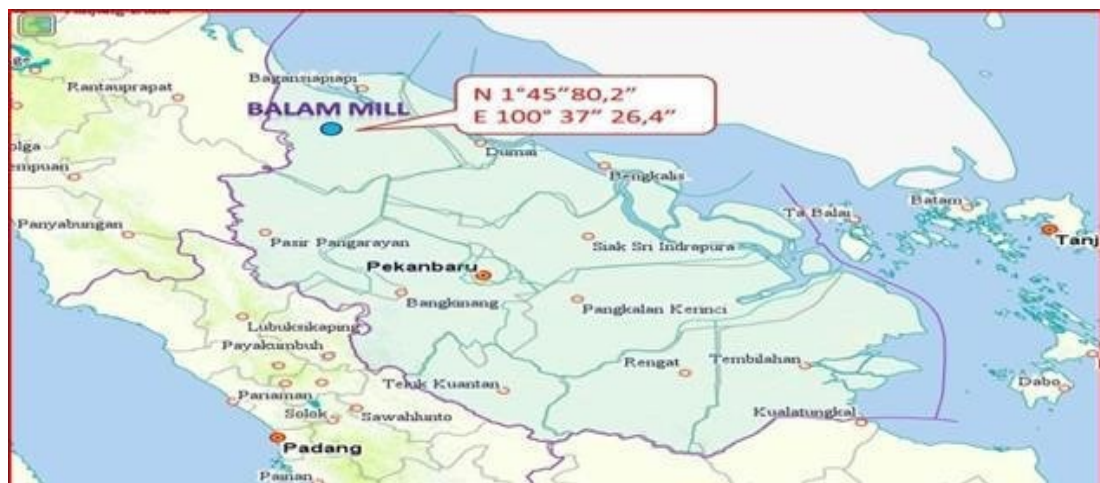 Rantauprapat
Bagansiapiapi
BALAM MILL
N 1°45"80,2"
E 100° 37" 26,4"
Dumai
Bengkalis
olga
empuan
Panyabungan
Pasir Pangarayan
Siak Sri Indrapura
Ta Balai
Batam
Tanj
Pekanbaru
Bangkinang
Pangkalan Kerinci
Lubuksikaping
Payakumbuh
Rengat
Tembilahan
Teluk Kuantan
Dabo
Pariaman
Solok
Sawahlunto
Kualatungkal
Padang
Painan